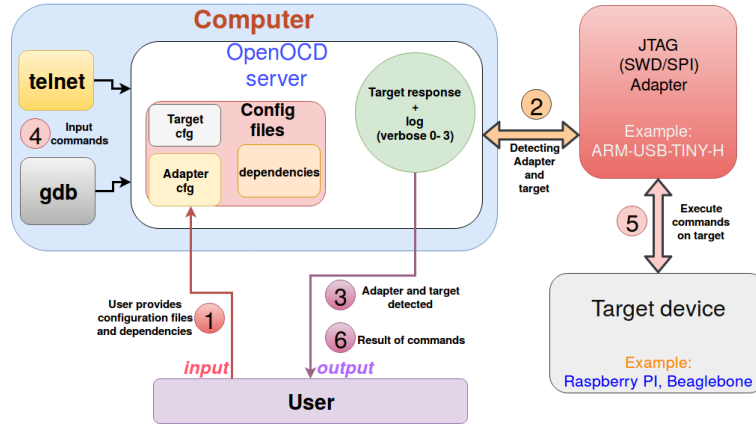 Computer
OpenOCD
server
telnet
4
Input
commands
gdb
Config
files
Target
cfg
Adapter
cfg
dependencies
Target response
+
log
(verbose 0- 3)
2
Detecting
Adapter
and
target
JTAG
(SWD/SPI)
Adapter
Example:
ARM-USB-TINY-H
5
Execute
commands
on target
Target device
Example:
Raspberry PI, Beaglebone
User provides
configuration files
and dependencies
1
3
Adapter and target
detected
6
Result of commands
input
output
User